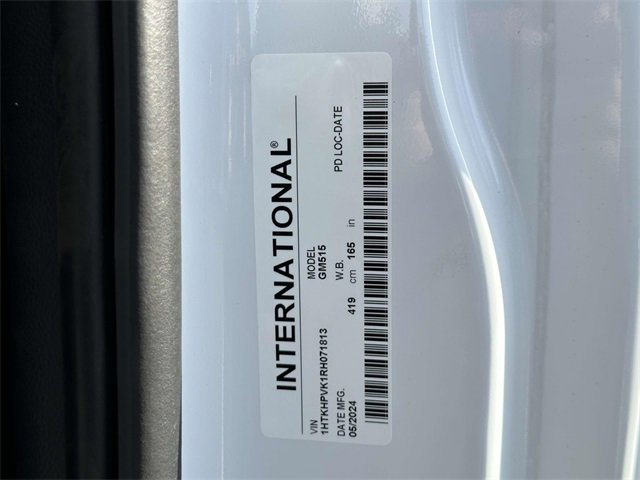 INTERNATIONAL®
VIN MODEL
1HTKHPVK1RH071813 GM515
DATE MFG. W.B. PD LOC-DATE
05/2024 419 cm 165 in